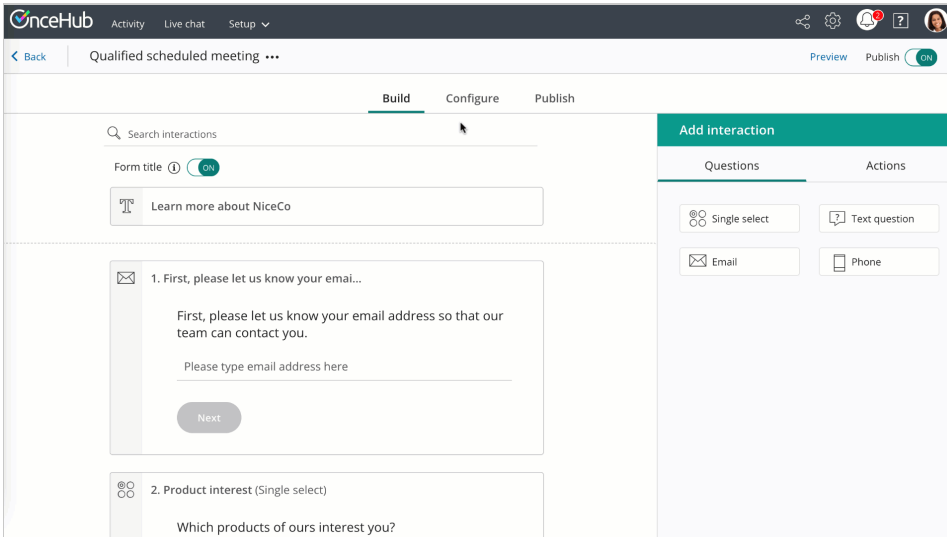 OnceHub Activity Live chat Setup 2 ?
Back Qualified scheduled meeting ••• Preview Publish ON
Build Configure Publish
Search interactions
Form title i ON
T Learn more about NiceCo
1. First, please let us know your emai...
First, please let us know your email address so that our
team can contact you.
Please type email address here
Next
2. Product interest (Single select)
Which products of ours interest you?
Add interaction
Questions Actions
Single select ? Text question
Email Phone